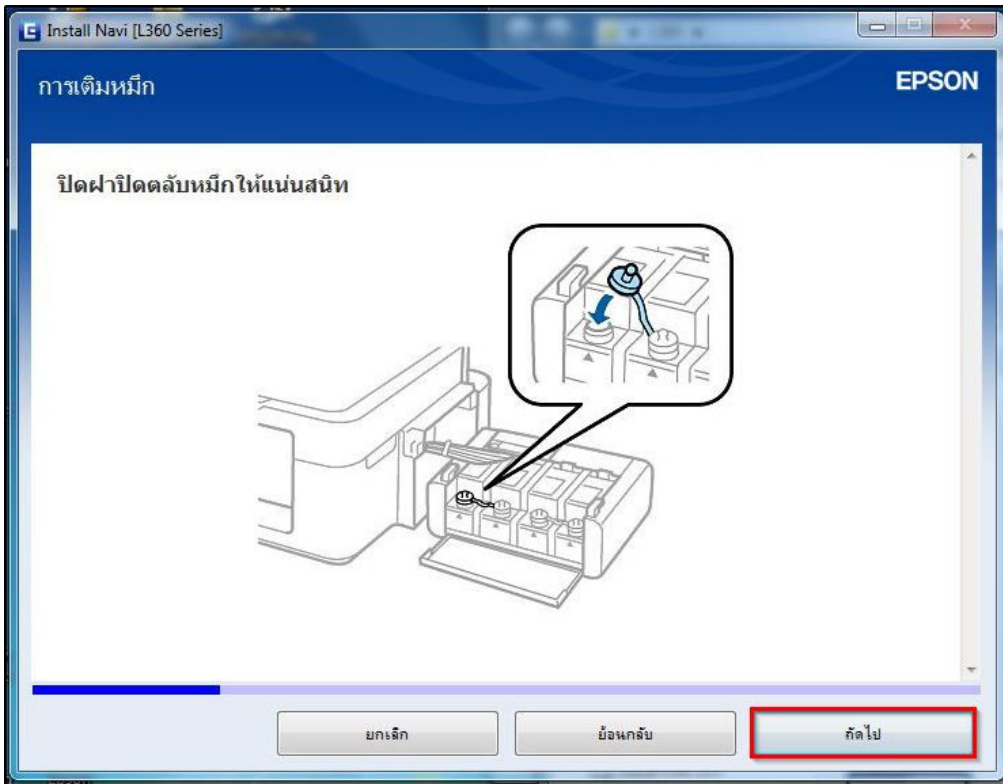 Install Navi [L360 Series]
การเติมหมึก
EPSON
ปิดฝาปิดตลับหมึกให้แน่นสนิท
ยกเลิก
ย้อนกลับ
ถัดไป